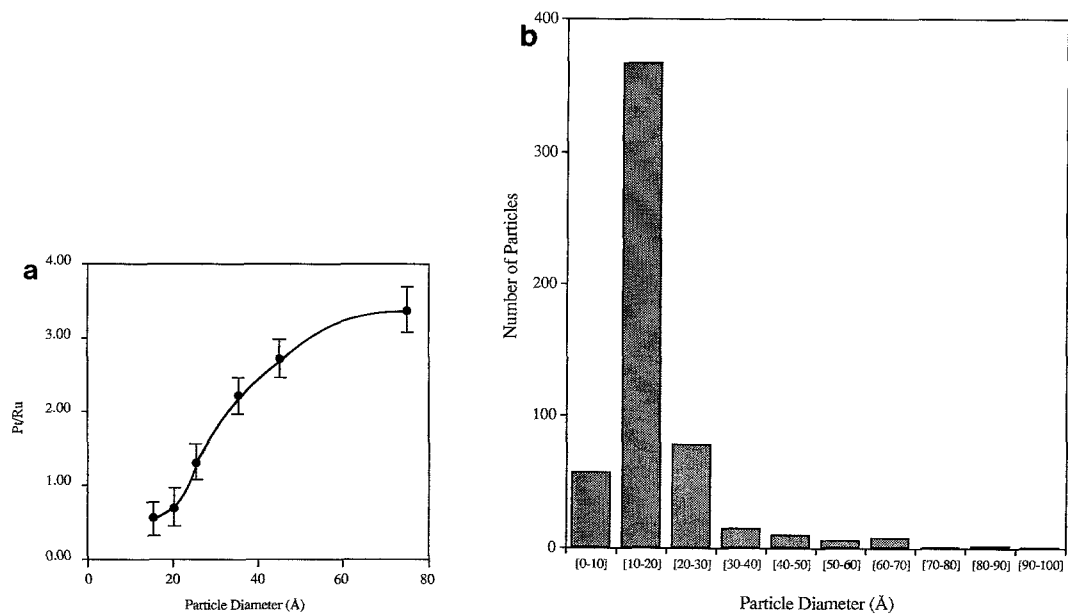 a
4.00
3.00
2.00
1.00
0.00
Pt/Ru
0 20 40 60 80
Particle Diameter (Å)
b
400
300
200
100
0
Number of Particles
[0-10] [10-20] [20-30] [30-40] [40-50] [50-60] [60-70] [70-80] [80-90] [90-100]
Particle Diameter (Å)